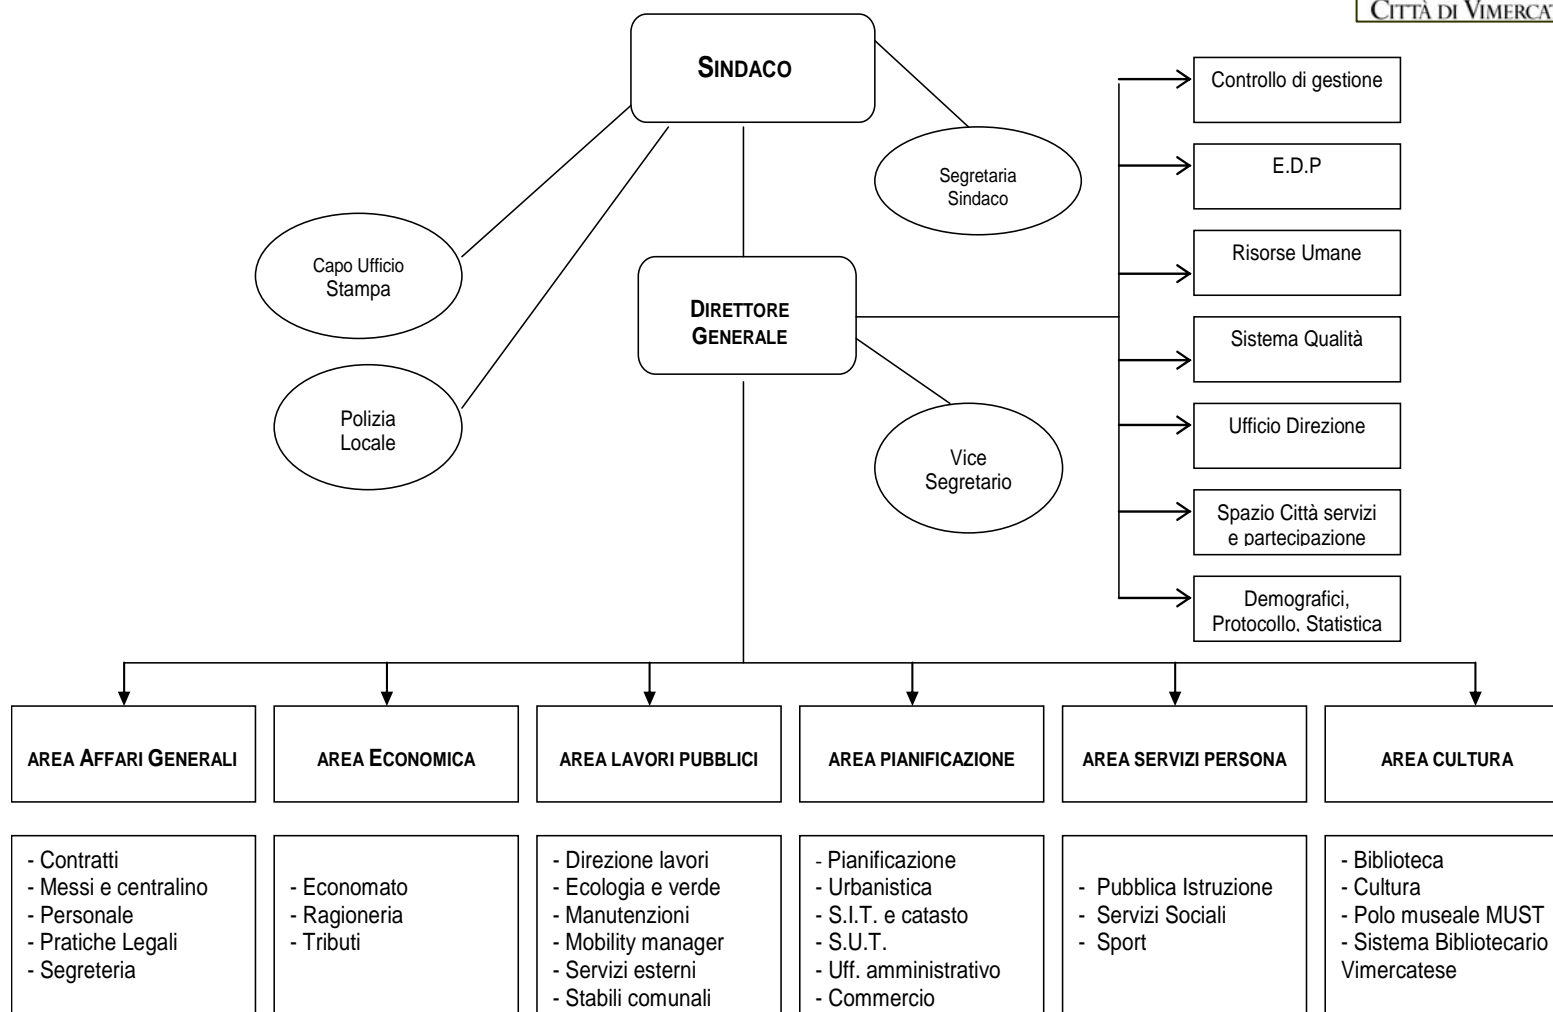 CITTÀ DI VIMERCA
SINDACO
Controllo di gestione
E.D.P
Segretaria
Sindaco
Risorse Umane
Capo Ufficio
Stampa
DIRETTORE
GENERALE
Sistema Qualità
Polizia
Locale
Ufficio Direzione
Vice
Segretario
Spazio Città servizi
e partecipazione
Demografici,
Protocollo, Statistica
AREA AFFARI GENERALI
AREA ECONOMICA
AREA LAVORI PUBBLICI
AREA PIANIFICAZIONE
AREA SERVIZI PERSONA
AREA CULTURA
- Contratti
- Messi e centralino
- Personale
- Pratiche Legali
- Segreteria
- Economato
- Ragioneria
- Tributi
- Direzione lavori
- Ecologia e verde
- Manutenzioni
- Mobility manager
- Servizi esterni
- Stabili comunali
- Pianificazione
- Urbanistica
- S.I.T. e catasto
- S.U.T.
- Uff. amministrativo
- Commercio
- Pubblica Istruzione
- Servizi Sociali
- Sport
- Biblioteca
- Cultura
- Polo museale MUST
- Sistema Bibliotecario
Vimercatese